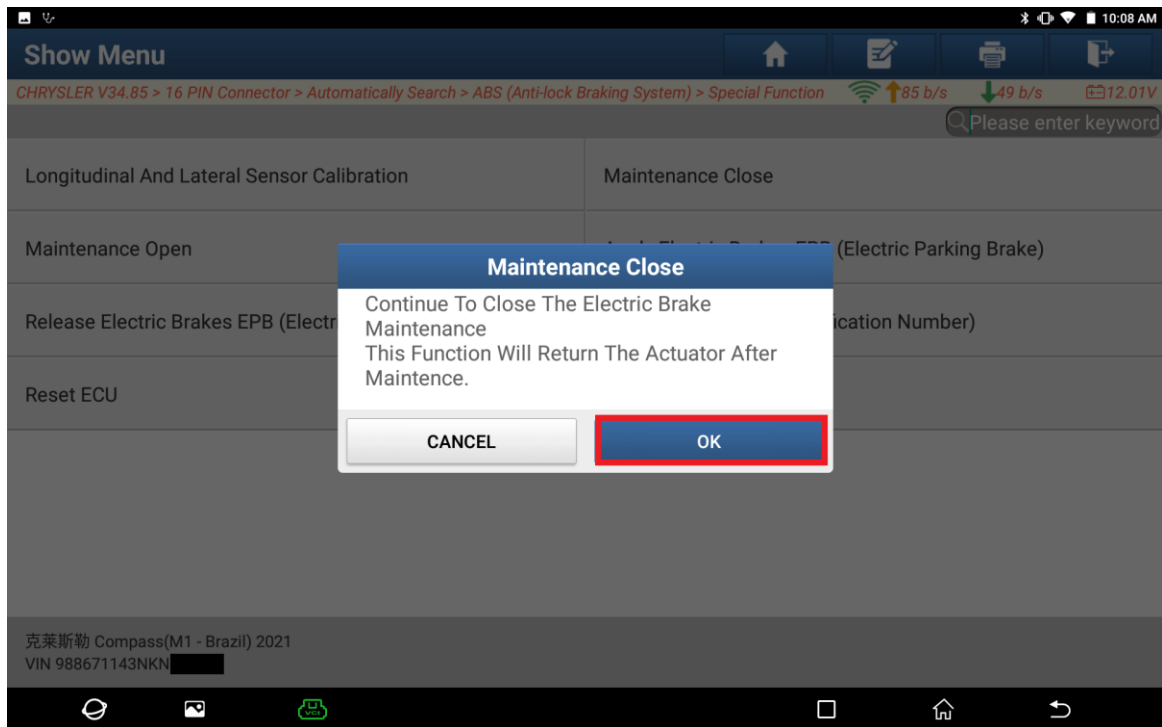 10:08 AM
Show Menu
CHRYSLER V34.85 > 16 PIN Connector > Automatically Search > ABS (Anti-lock Braking System) > Special Function 85 b/s 49 b/s 12.01V
Please enter keyword
Longitudinal And Lateral Sensor Calibration
Maintenance Close
Maintenance Open
(Electric Parking Brake)
Release Electric Brakes EPB (Electr
ication Number)
Reset ECU
Maintenance Close
Continue To Close The Electric Brake
Maintenance
This Function Will Return The Actuator After
Maintence.
CANCEL
OK
克莱斯勒 Compass(M1 - Brazil) 2021
VIN 988671143NKN
VCI